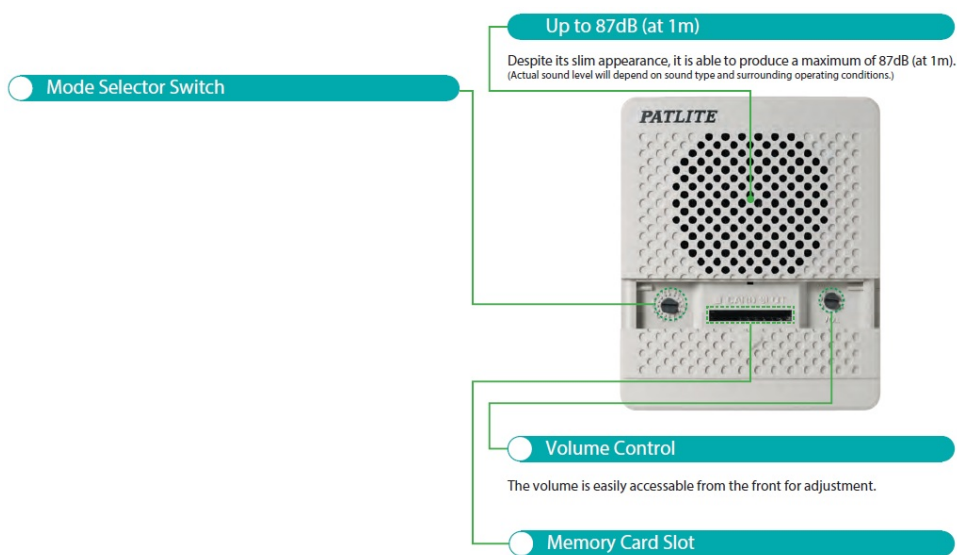 Up to 87dB (at 1m)
Despite its slim appearance, it is able to produce a maximum of 87dB (at 1m).
(Actual sound level will depend on sound type and surrounding operating conditions.)
Mode Selector Switch
PATLITE
CARD SLOT
Volume Control
The volume is easily accessable from the front for adjustment.
Memory Card Slot